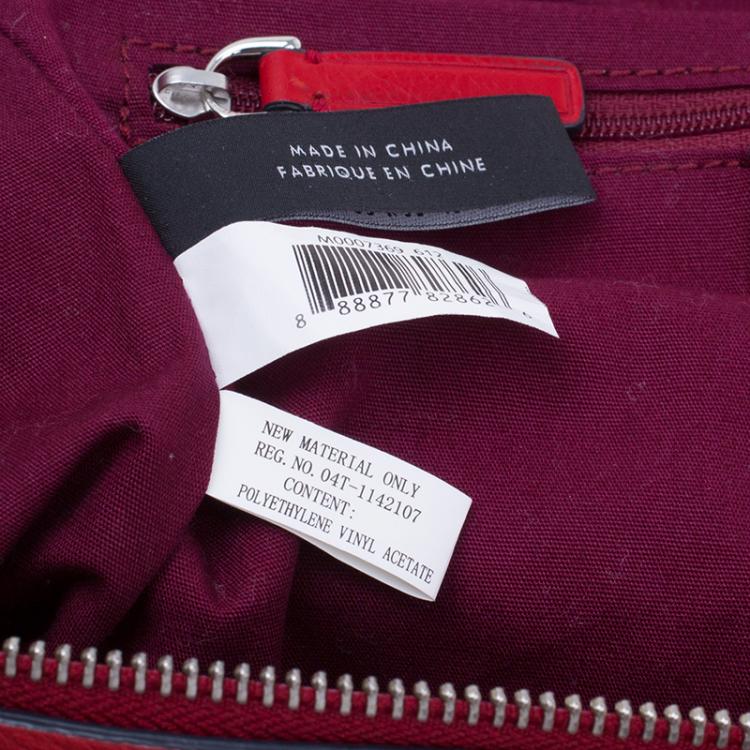 MADE IN CHINA
FABRIQUE EN CHINE
M0007369 612
8 88877 82862 6
NEW MATERIAL ONLY
REG. NO. 04T-1142107
CONTENT:
POLYETHYLENE VINYL ACETATE